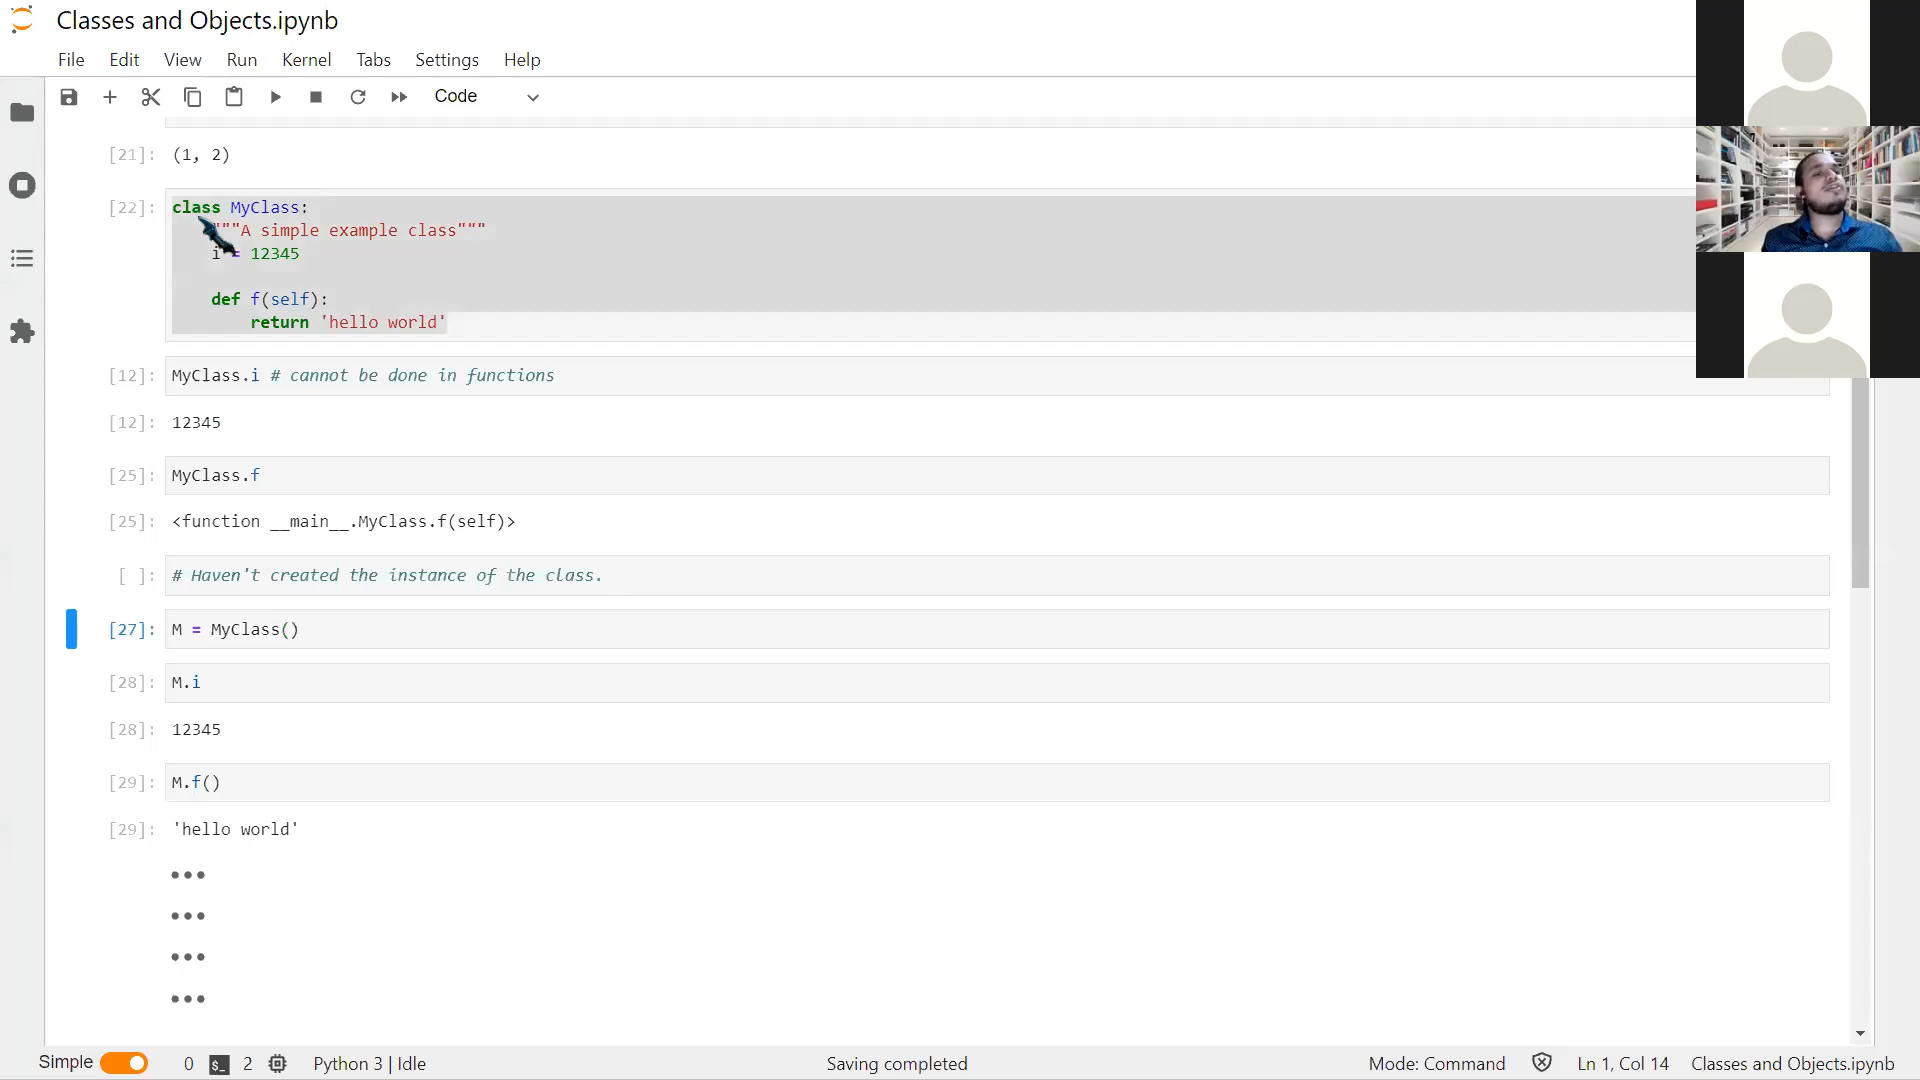 Classes and Objects.ipynb
File Edit View Run Kernel Tabs Settings Help
Code
[21]: (1, 2)
[22]: class MyClass:
"""A simple example class"""
i = 12345
def f(self):
return 'hello world'
[12]: MyClass.i # cannot be done in functions
[12]: 12345
[25]: MyClass.f
[25]: <function __main__.MyClass.f(self)>
[ ]: # Haven't created the instance of the class.
[27]: M = MyClass()
[28]: M.i
[28]: 12345
[29]: M.f()
[29]: 'hello world'
Simple 0 $_ 2 Python 3 | Idle Saving completed Mode: Command Ln 1, Col 14 Classes and Objects.ipynb